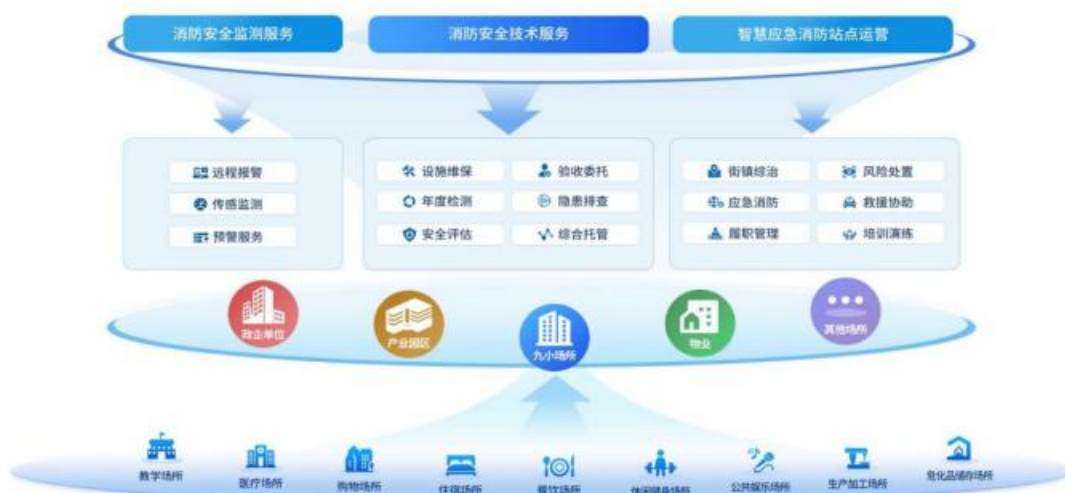 消防安全监测服务
消防安全技术服务
智慧应急消防站点运营
远程报警
传感监测
预警服务
设施维保
验收委托
年度检测
隐患排查
安全评估
综合托管
街镇综治
风险处置
应急消防
救援协助
履职管理
培训演练
政企单位
产业园区
九小场所
物业
其他场所
教学场所
医疗场所
购物场所
住宿场所
餐饮场所
休闲健身场所
公共娱乐场所
生产加工场所
危化品储存场所